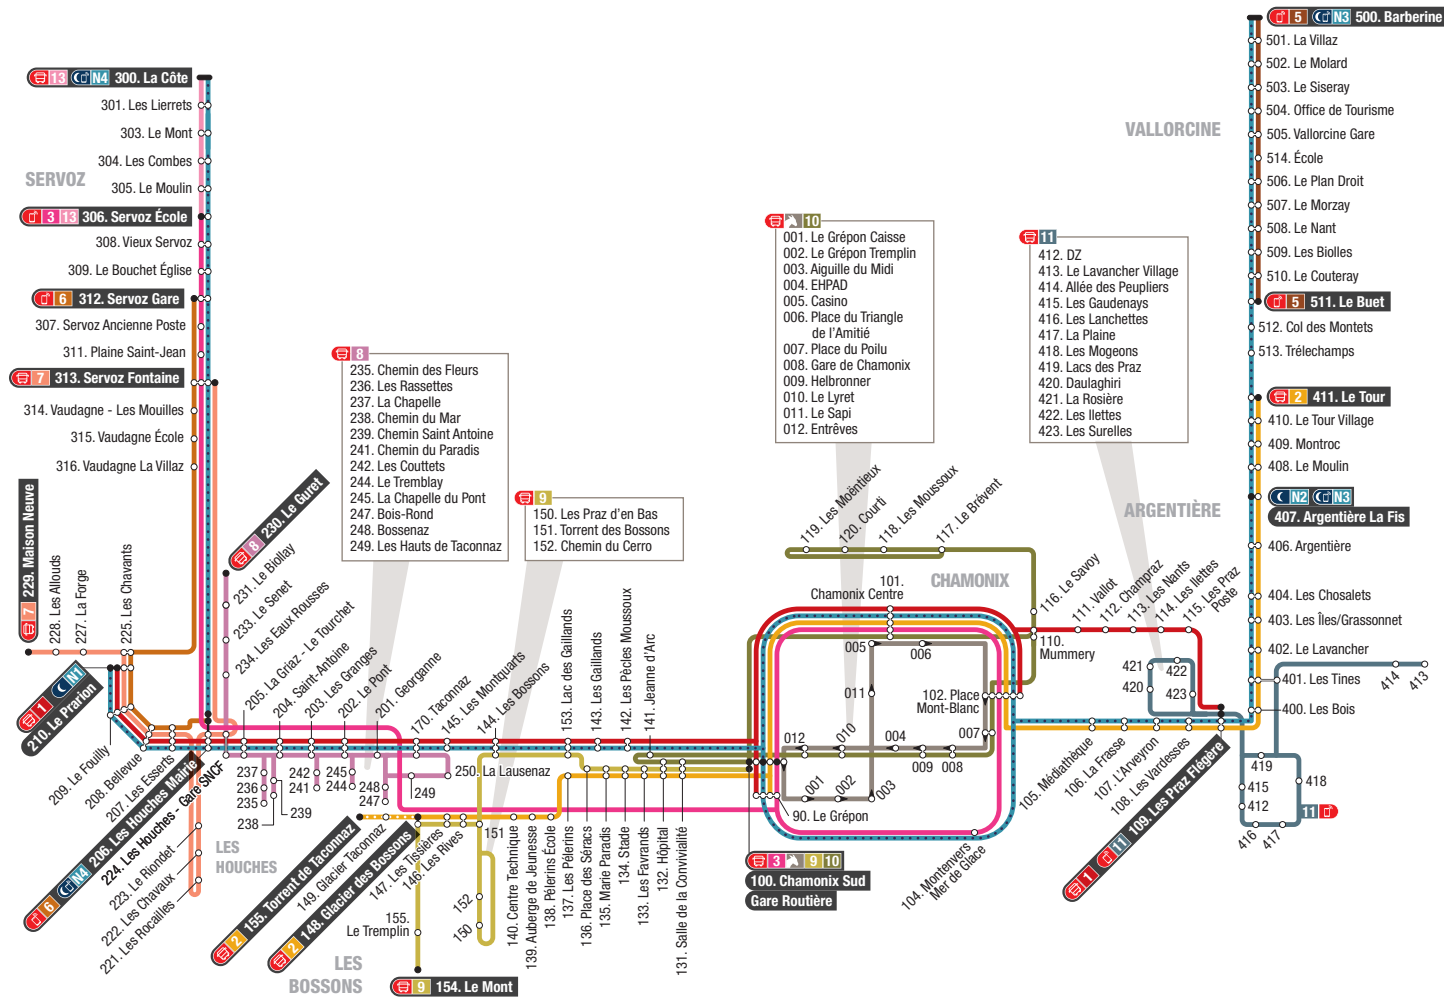 13 N4 300. La Côte
301. Les Lierrets
303. Le Mont
304. Les Combes
305. Le Moulin
SERVOZ
3 13 306. Servoz École
308. Vieux Servoz
309. Le Bouchet Église
6 312. Servoz Gare
307. Servoz Ancienne Poste
311. Plaine Saint-Jean
7 313. Servoz Fontaine
314. Vaudagne - Les Mouilles
315. Vaudagne École
316. Vaudagne La Villaz
7 229. Maison Neuve
228. Les Allouds
227. La Forge
225. Les Chavants
1 N1
210. Le Prarion
209. Le Fouilly
208. Bellevue
207. Les Esserts
6 N4 206. Les Houches Mairie
224. Les Houches - Gare SNCF
223. Le Riondet
222. Les Chavaux
221. Les Rocailles
LES
HOUCHES
8 230. Le Guret
231. Le Biollay
233. Le Senet
234. Les Eaux Rousses
205. La Griaz - Le Tourchet
204. Saint-Antoine
203. Les Granges
202. Le Pont
201. Georganne
170. Taconnaz
145. Les Montquarts
144. Les Bossons
237
236
235
238
239
242
241
245
244
248
247
249
250. La Lausenaz
8
235. Chemin des Fleurs
236. Les Rassettes
237. La Chapelle
238. Chemin du Mar
239. Chemin Saint Antoine
241. Chemin du Paradis
242. Les Couttets
244. Le Tremblay
245. La Chapelle du Pont
247. Bois-Rond
248. Bossenaz
249. Les Hauts de Taconnaz
9
150. Les Praz d'en Bas
151. Torrent des Bossons
152. Chemin du Cerro
153. Lac des Gaillands
143. Les Gaillands
142. Les Pècles Moussoux
141. Jeanne d'Arc
2 155. Torrent de Taconnaz
149. Glacier Taconnaz
2 148. Glacier des Bossons
147. Les Tissières
146. Les Rives
151
152
150
155.
Le Tremplin
9 154. Le Mont
LES
BOSSONS
140. Centre Technique
139. Auberge de Jeunesse
138. Pélerins École
137. Les Pélerins
136. Place des Séracs
135. Marie Paradis
134. Stade
133. Les Favrands
132. Hôpital
131. Salle de la Convivialité
10
001. Le Grépon Caisse
002. Le Grépon Tremplin
003. Aiguille du Midi
004. EHPAD
005. Casino
006. Place du Triangle
de l'Amitié
007. Place du Poilu
008. Gare de Chamonix
009. Helbronner
010. Le Lyret
011. Le Sapi
012. Entrêves
119. Les Moëntieux
120. Courti
118. Les Moussoux
117. Le Brévent
101.
Chamonix Centre
CHAMONIX
116. Le Savoy
110.
Mummery
005
006
011
102. Place
Mont-Blanc
007
012
010
004
009
008
001
002
003
90. Le Grépon
3 9 10
100. Chamonix Sud
Gare Routière
104. Montenvers
Mer de Glace
111. Vallot
112. Champraz
113. Les Nants
114. Les Ilettes
115. Les Praz
Poste
105. Médiathèque
106. La Frasse
107. L'Arveyron
108. Les Vardesses
1 11 109. Les Praz Flégère
11
412. DZ
413. Le Lavancher Village
414. Allée des Peupliers
415. Les Gaudenays
416. Les Lanchettes
417. La Plaine
418. Les Mogeons
419. Lacs des Praz
420. Daulaghiri
421. La Rosière
422. Les Ilettes
423. Les Surelles
421
422
420
423
414
413
419
418
415
412
416
417
11
5 N3 500. Barberine
501. La Villaz
502. Le Molard
503. Le Siseray
504. Office de Tourisme
VALLORCINE
505. Vallorcine Gare
514. École
506. Le Plan Droit
507. Le Morzay
508. Le Nant
509. Les Biolles
510. Le Couteray
5 511. Le Buet
512. Col des Montets
513. Trélechamps
2 411. Le Tour
410. Le Tour Village
409. Montroc
408. Le Moulin
N2 N3
407. Argentière La Fis
ARGENTIÈRE
406. Argentière
404. Les Chosalets
403. Les Îles/Grassonnet
402. Le Lavancher
401. Les Tines
400. Les Bois